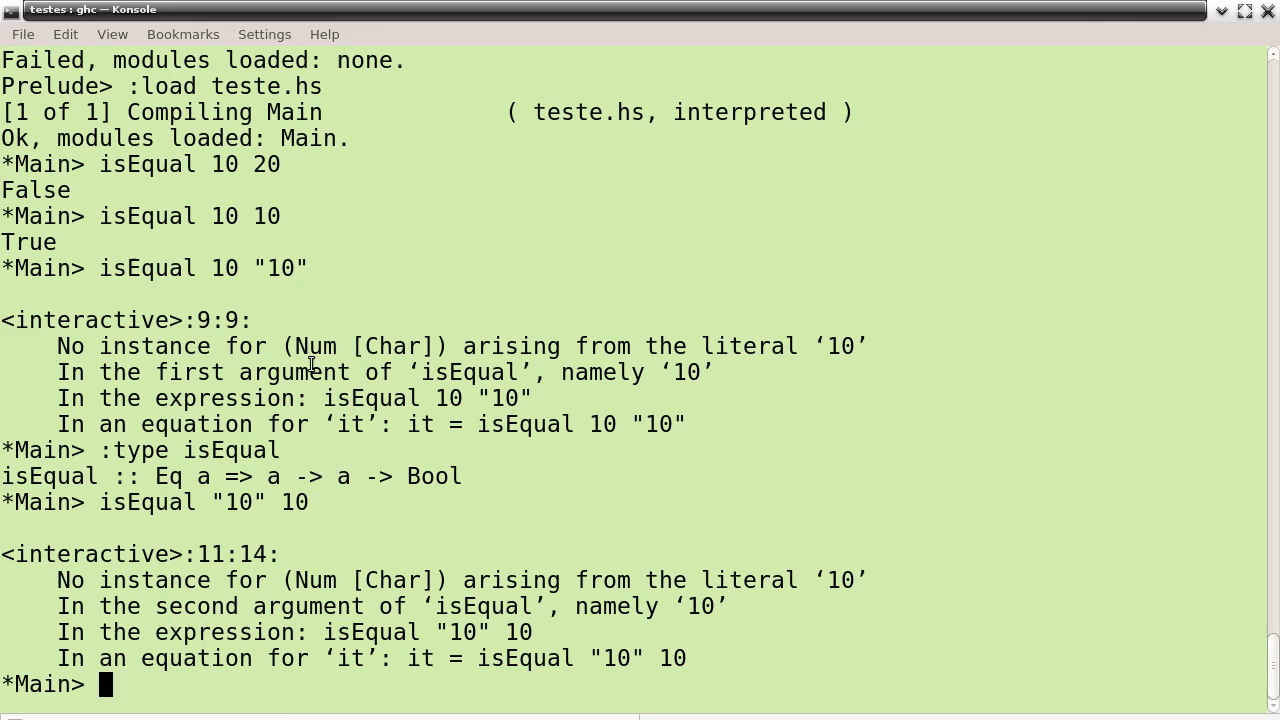 testes : ghc — Konsole
File Edit View Bookmarks Settings Help
Failed, modules loaded: none.
Prelude> :load teste.hs
[1 of 1] Compiling Main             ( teste.hs, interpreted )
Ok, modules loaded: Main.
*Main> isEqual 10 20
False
*Main> isEqual 10 10
True
*Main> isEqual 10 "10"
<interactive>:9:9:
    No instance for (Num [Char]) arising from the literal ‘10’
    In the first argument of ‘isEqual’, namely ‘10’
    In the expression: isEqual 10 "10"
    In an equation for ‘it’: it = isEqual 10 "10"
*Main> :type isEqual
isEqual :: Eq a => a -> a -> Bool
*Main> isEqual "10" 10
<interactive>:11:14:
    No instance for (Num [Char]) arising from the literal ‘10’
    In the second argument of ‘isEqual’, namely ‘10’
    In the expression: isEqual "10" 10
    In an equation for ‘it’: it = isEqual "10" 10
*Main>